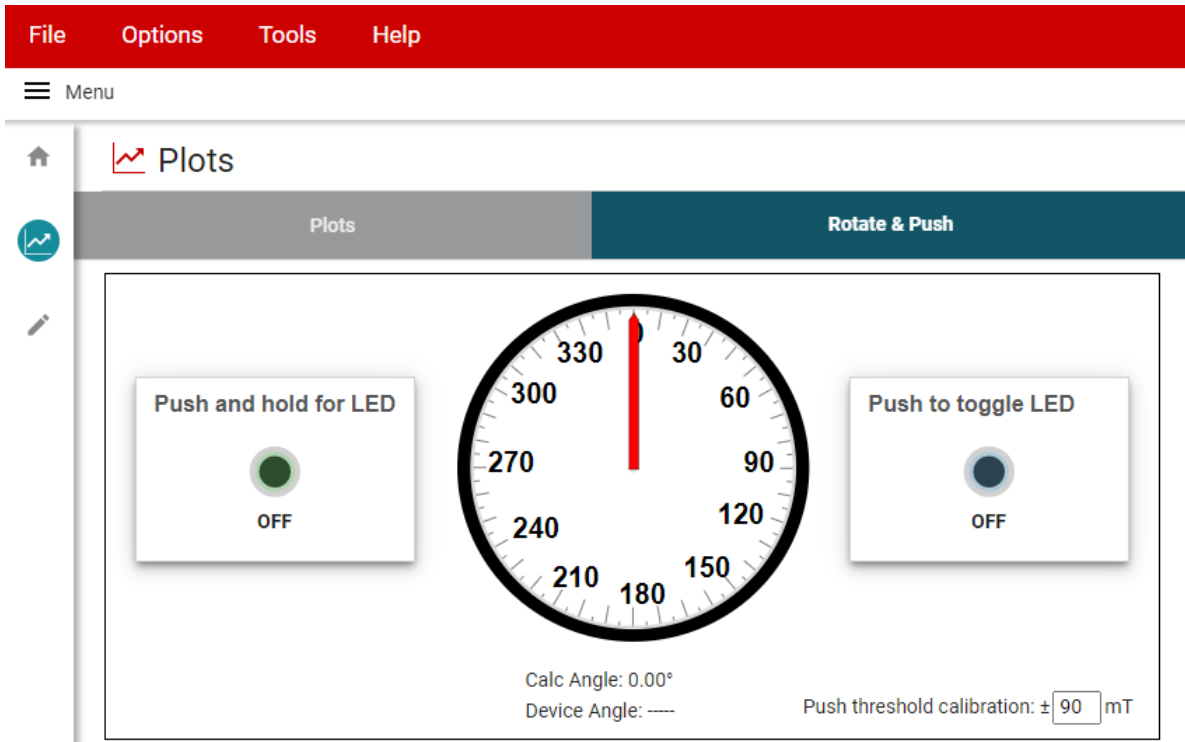 File Options Tools Help
Menu
Plots
Plots Rotate & Push
0
330 30
300 60
270 90
240 120
210 150
180
Push and hold for LED
OFF
Push to toggle LED
OFF
Calc Angle: 0.00°
Device Angle: -----
Push threshold calibration: ± 90 mT